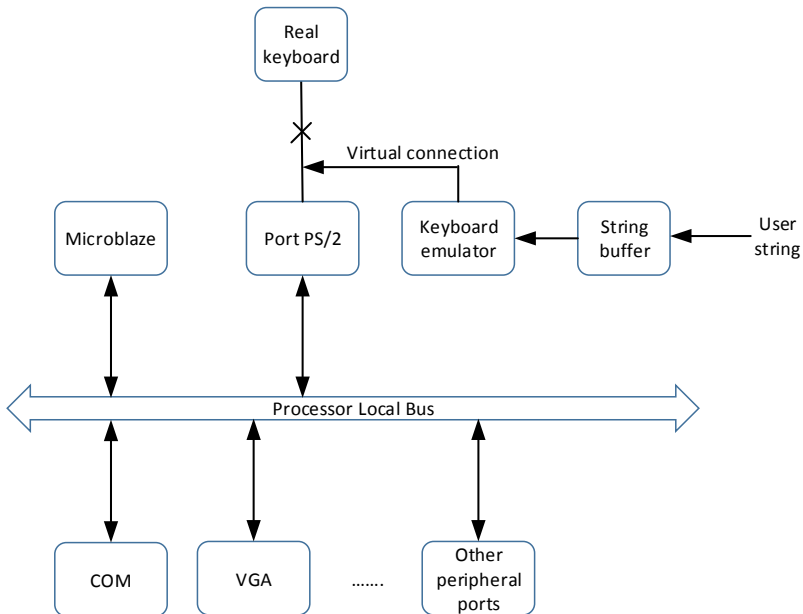 Real
keyboard
Virtual connection
Microblaze
Port PS/2
Keyboard
emulator
String
buffer
User
string
Processor Local Bus
COM
VGA
.......
Other
peripheral
ports